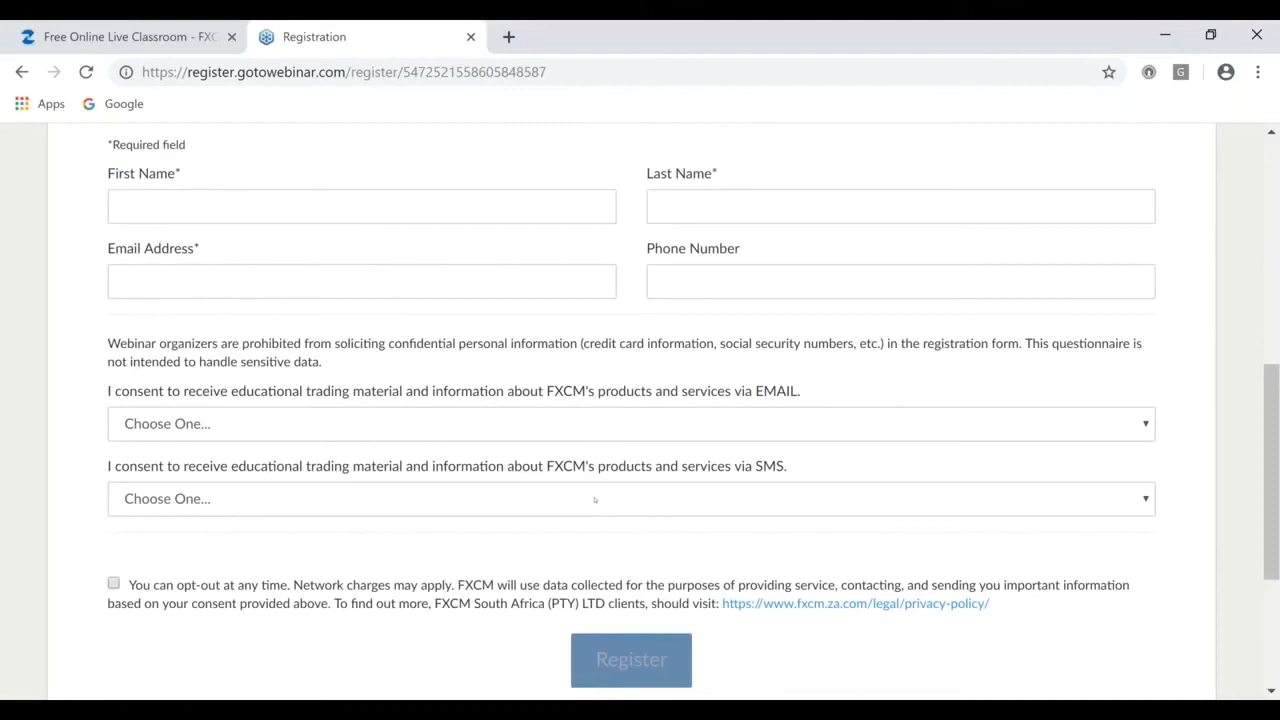 Free Online Live Classroom - FXC
Registration
https://register.gotowebinar.com/register/5472521558605848587
Apps
Google
*Required field
First Name*
Last Name*
Email Address*
Phone Number
Webinar organizers are prohibited from soliciting confidential personal information (credit card information, social security numbers, etc.) in the registration form. This questionnaire is
not intended to handle sensitive data.
I consent to receive educational trading material and information about FXCM's products and services via EMAIL.
Choose One...
I consent to receive educational trading material and information about FXCM's products and services via SMS.
Choose One...
You can opt-out at any time. Network charges may apply. FXCM will use data collected for the purposes of providing service, contacting, and sending you important information
based on your consent provided above. To find out more, FXCM South Africa (PTY) LTD clients, should visit: https://www.fxcm.za.com/legal/privacy-policy/
Register